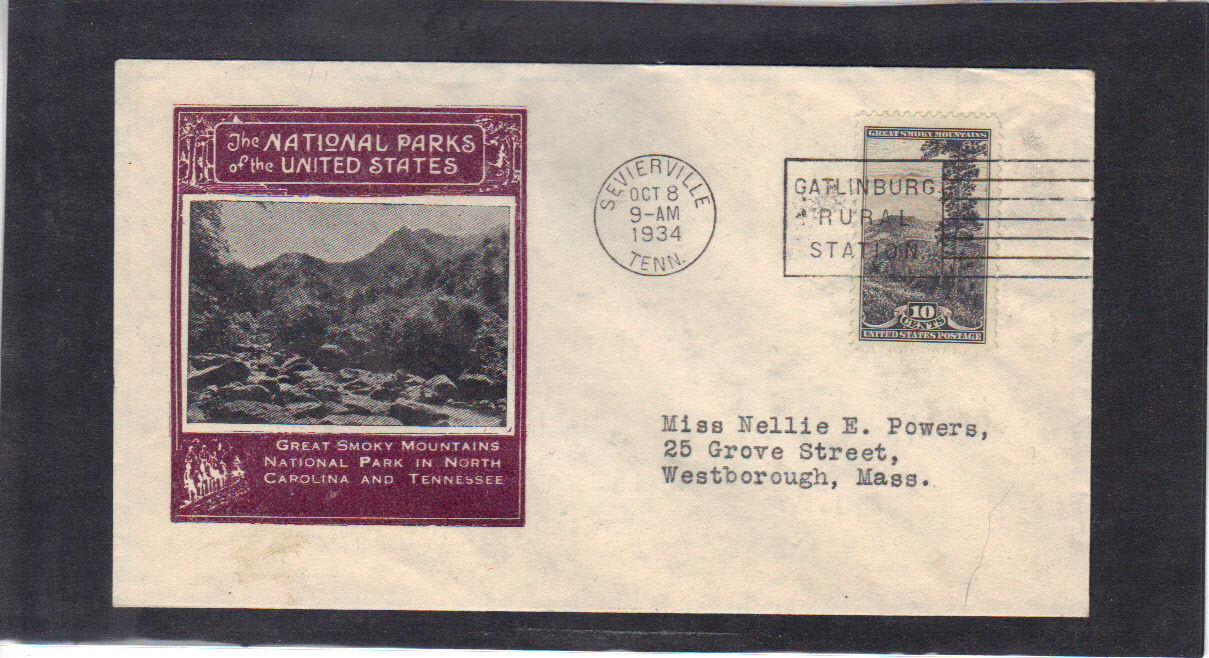 The NATIONAL PARKS
of the UNITED STATES
GREAT SMOKY MOUNTAINS
NATIONAL PARK IN NORTH
CAROLINA AND TENNESSEE
SEVIERVILLE
OCT 8
9-AM
1934
TENN.
GATLINBURG
RURAL
STATION
GREAT SMOKY MOUNTAINS
10
CENTS
UNITED STATES POSTAGE
Miss Nellie E. Powers,
25 Grove Street,
Westborough, Mass.